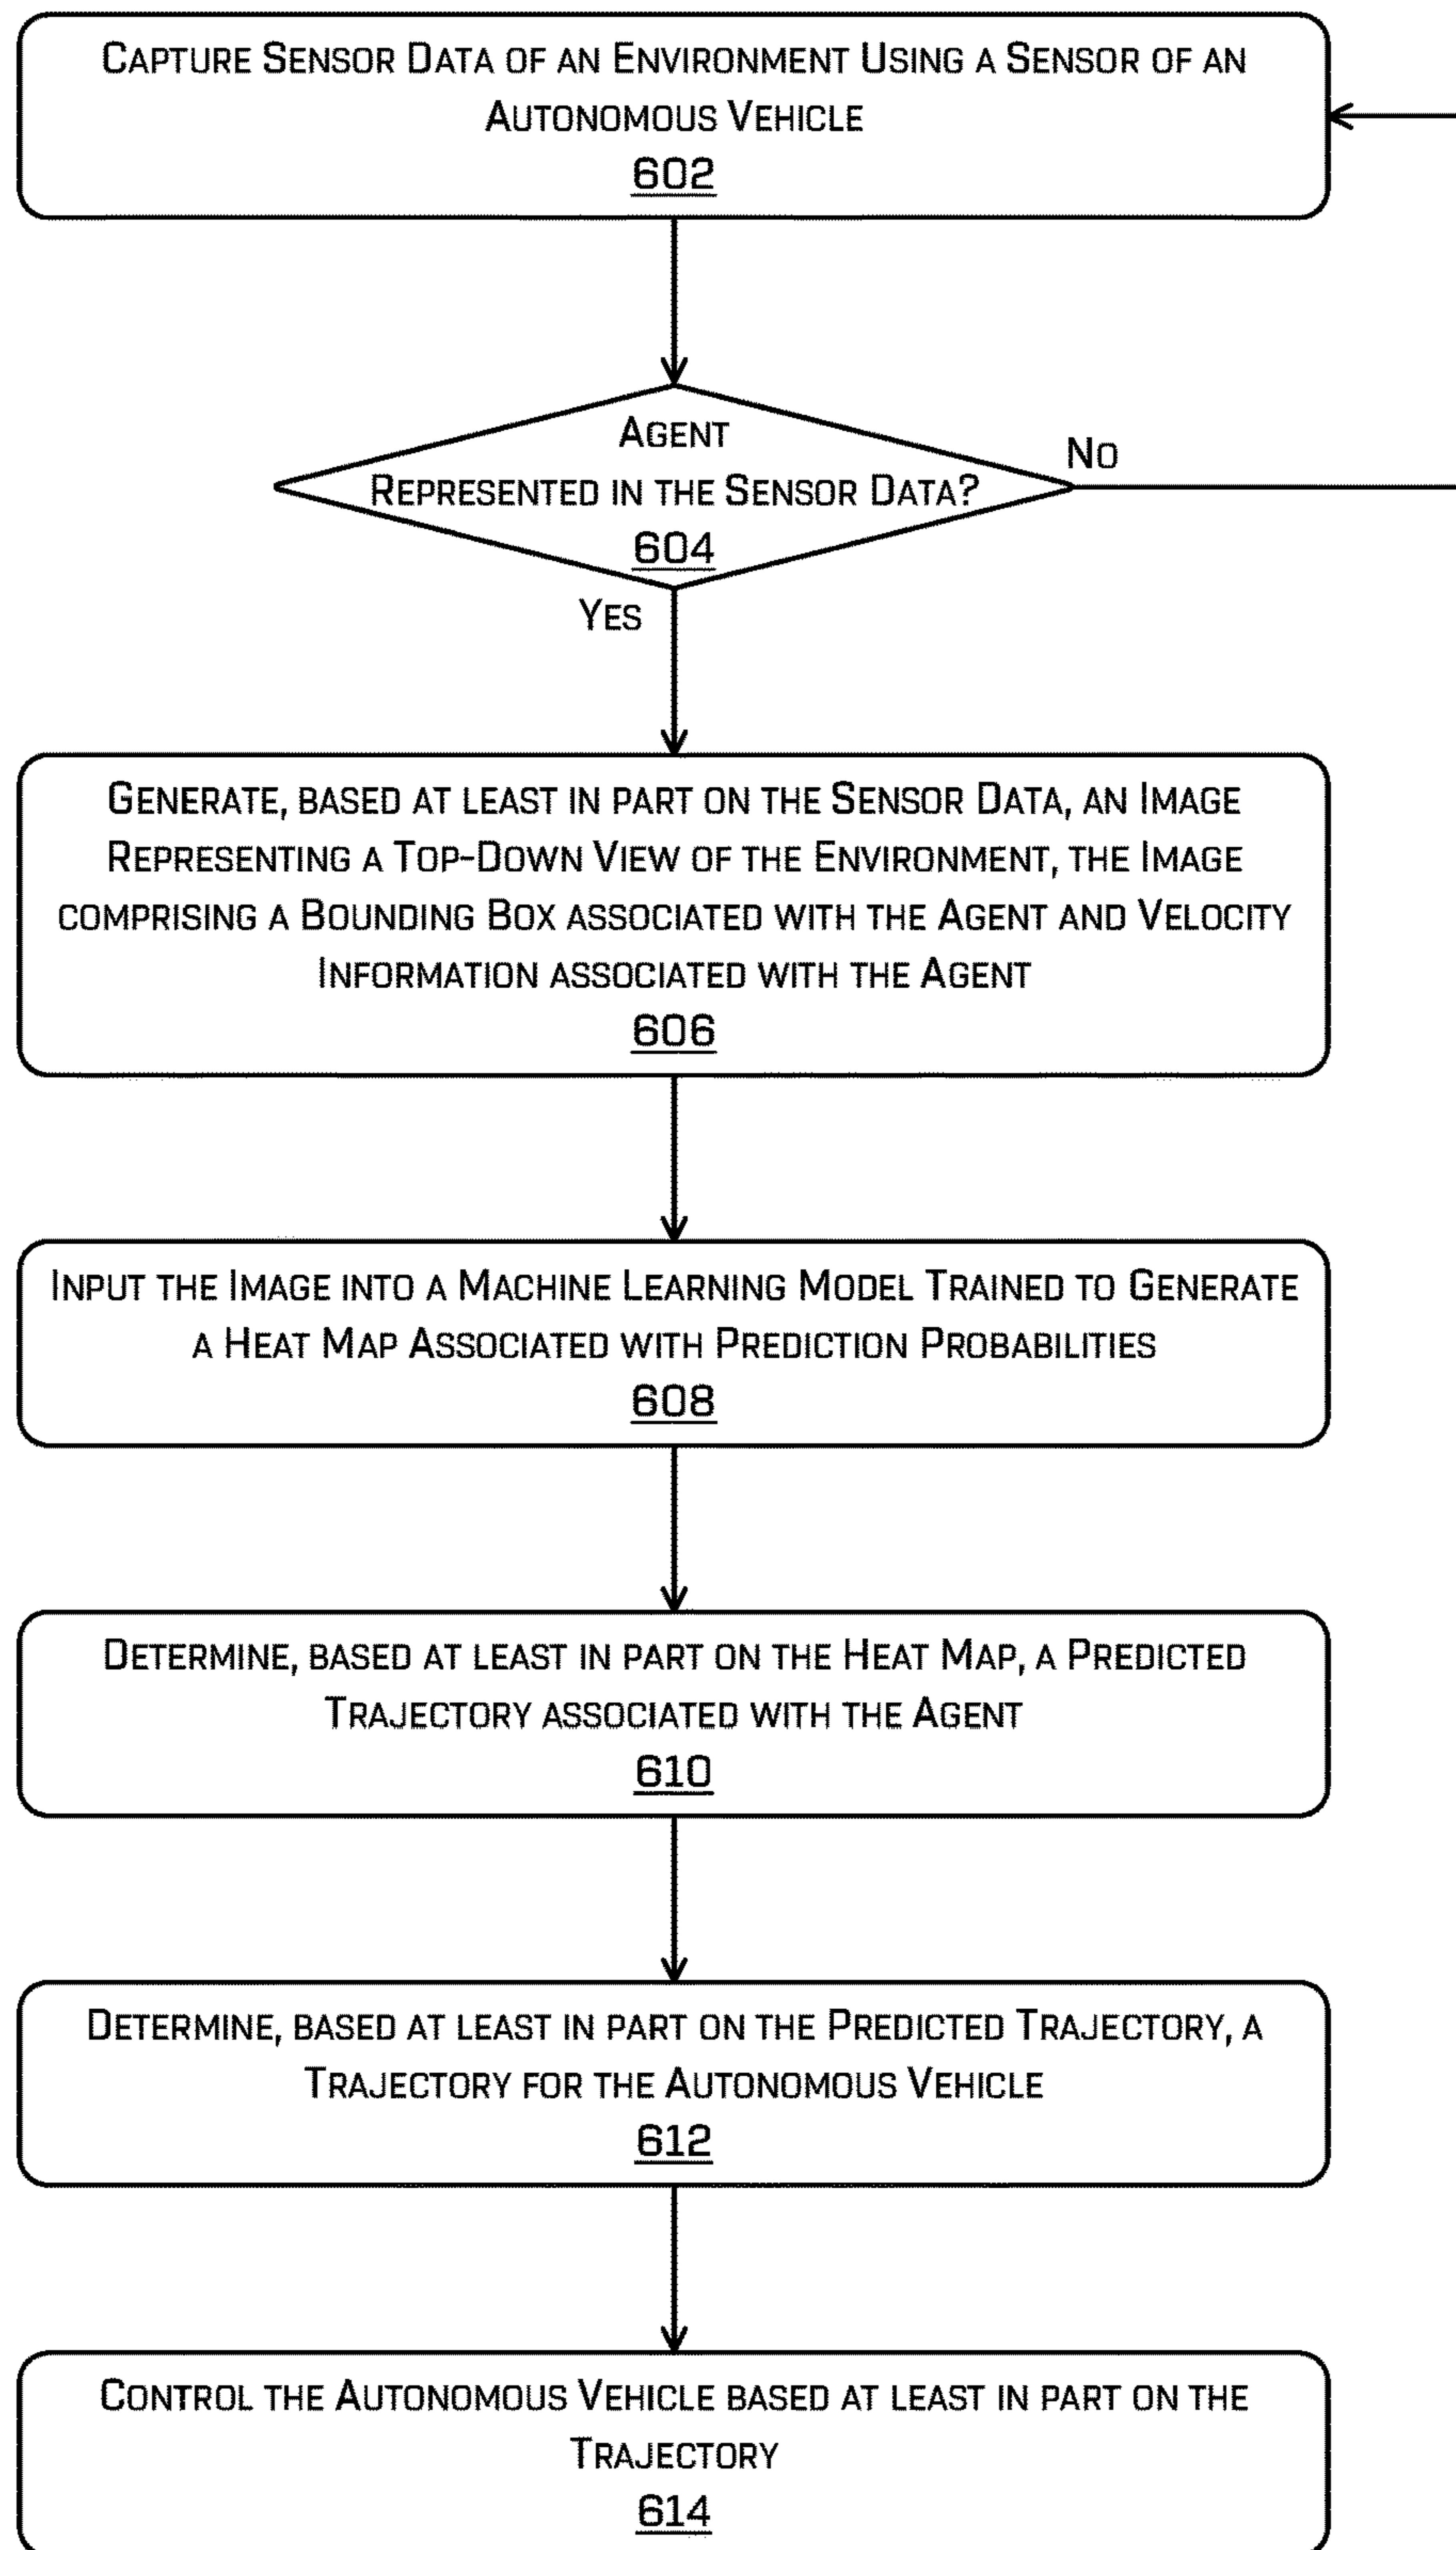 Capture Sensor Data of an Environment Using a Sensor of an
Autonomous Vehicle
602
Agent
Represented in the Sensor Data?
604
No
Yes
Generate, based at least in part on the Sensor Data, an Image
Representing a Top-Down View of the Environment, the Image
comprising a Bounding Box associated with the Agent and Velocity
Information associated with the Agent
606
Input the Image into a Machine Learning Model Trained to Generate
a Heat Map Associated with Prediction Probabilities
608
Determine, based at least in part on the Heat Map, a Predicted
Trajectory associated with the Agent
610
Determine, based at least in part on the Predicted Trajectory, a
Trajectory for the Autonomous Vehicle
612
Control the Autonomous Vehicle based at least in part on the
Trajectory
614